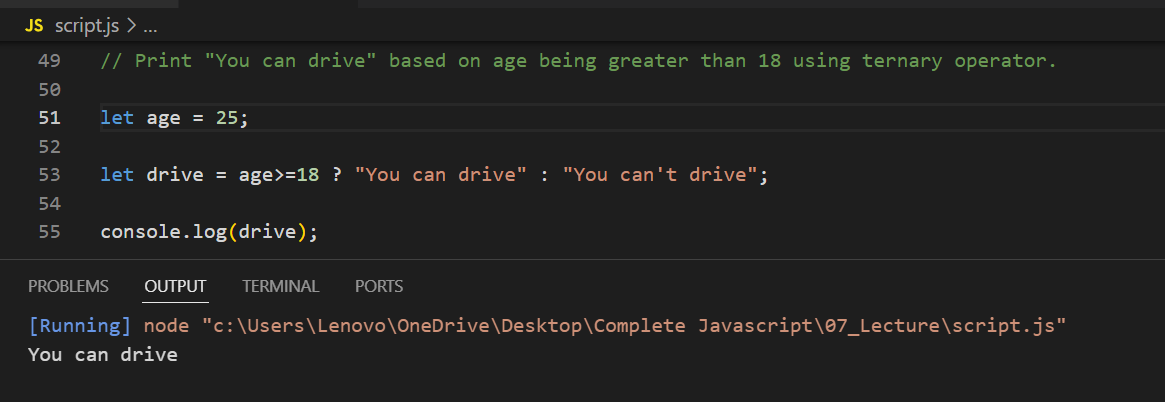 JS script.js > ...
49 // Print "You can drive" based on age being greater than 18 using ternary operator.
50
51 let age = 25;
52
53 let drive = age>=18 ? "You can drive" : "You can't drive";
54
55 console.log(drive);
PROBLEMS OUTPUT TERMINAL PORTS
[Running] node "c:\Users\Lenovo\OneDrive\Desktop\Complete Javascript\07_Lecture\script.js"
You can drive